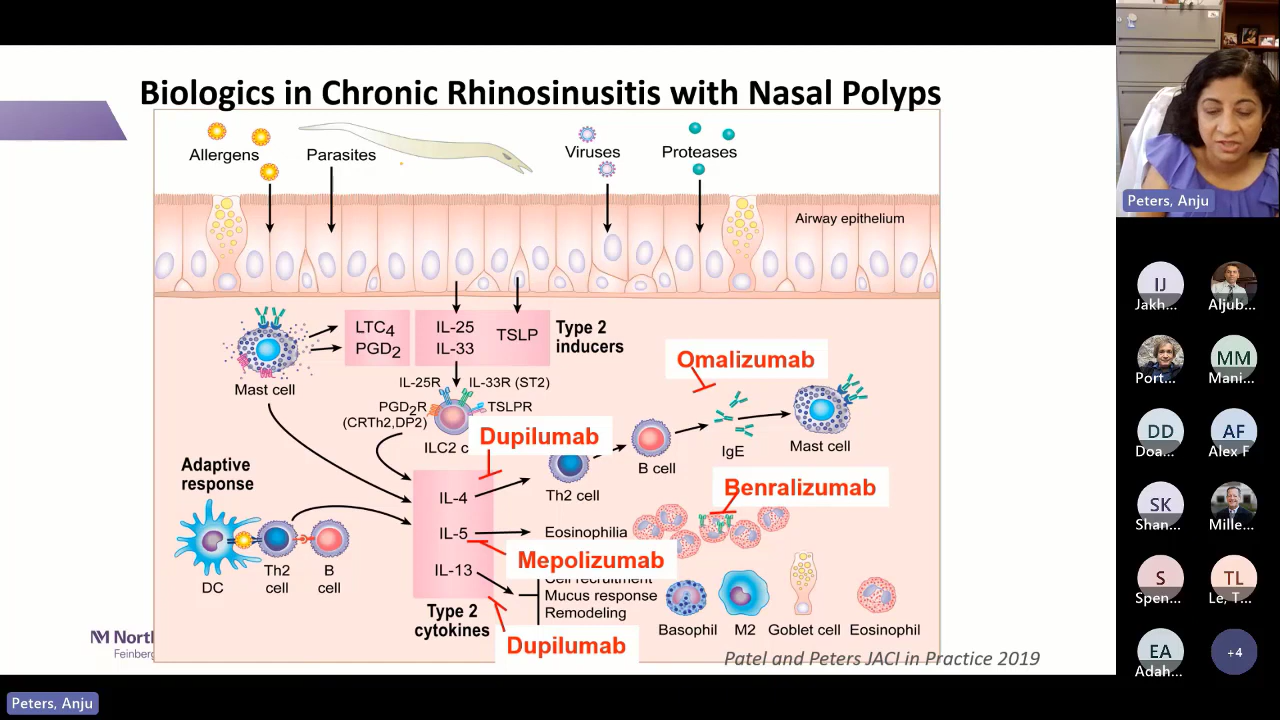 Biologics in Chronic Rhinosinusitis with Nasal Polyps
Allergens
Parasites
Viruses
Proteases
Airway epithelium
LTC4
PGD2
IL-25
IL-33
TSLP
Type 2
inducers
Mast cell
IL-25R
IL-33R (ST2)
PGD2R
(CRTh2,DP2)
TSLPR
ILC2 c
Omalizumab
Dupilumab
B cell
IgE
Mast cell
Adaptive
response
IL-4
Th2 cell
Benralizumab
IL-5
Eosinophilia
Mepolizumab
IL-13
Cell recruitment
Mucus response
Remodeling
DC
Th2
cell
B
cell
Type 2
cytokines
Dupilumab
Basophil
M2
Goblet cell
Eosinophil
North
Feinberg
Patel and Peters JACI in Practice 2019
Peters, Anju
IJ
Jakh...
Aljub...
Port...
MM
Mani...
DD
Doa...
AF
Alex F
SK
Shan...
Mille...
S
Spen...
TL
Le, T...
EA
Adah...
+4
Peters, Anju